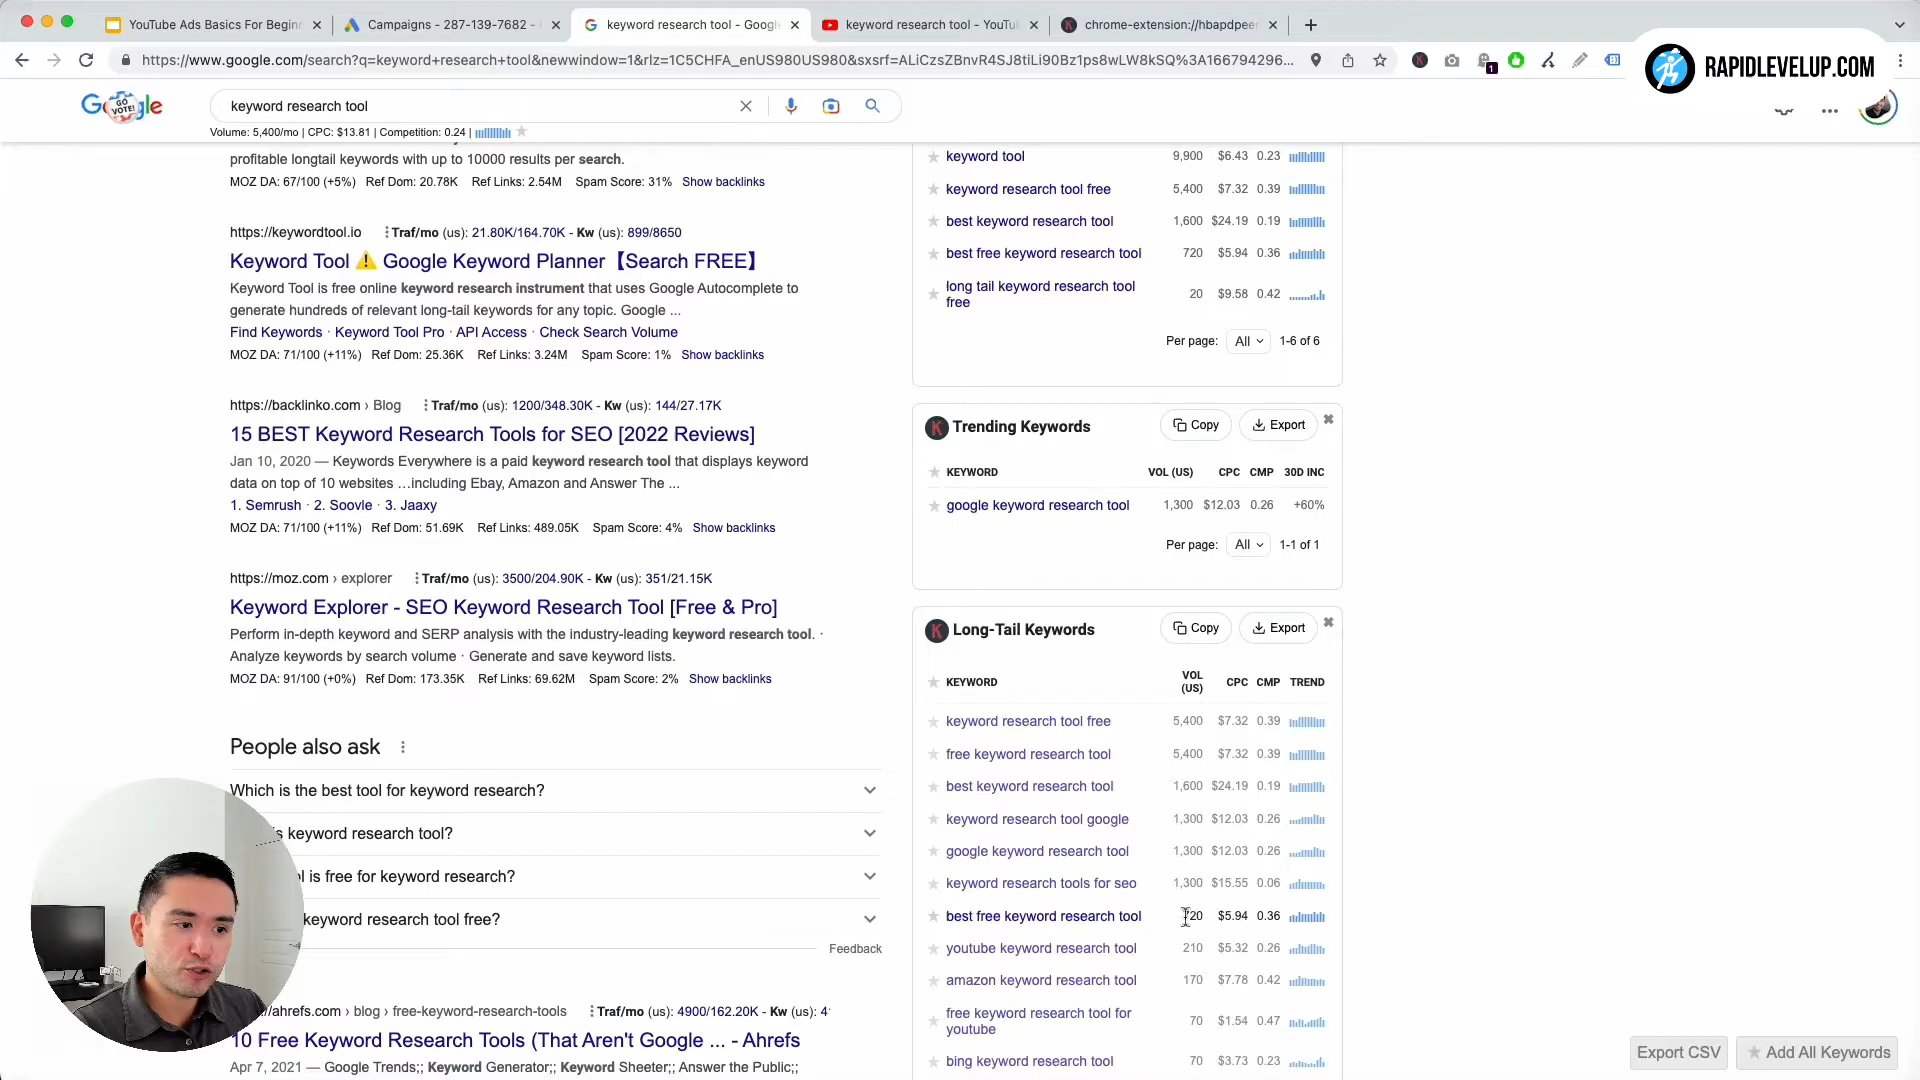 YouTube Ads Basics For Begin
Campaigns - 287-139-7682 -
keyword research tool - Google
keyword research tool - YouTu
chrome-extension://hbapdpeer
https://www.google.com/search?q=keyword+research+tool&newwindow=1&rlz=1C5CHFA_enUS980US980&sxsrf=ALiCzsZBnvR4SJ8tiLi90Bz1ps8wLW8kSQ%3A166794296...
1
RAPIDLEVELUP.COM
Google
GO VOTE!
keyword research tool
Volume: 5,400/mo | CPC: $13.81 | Competition: 0.24 |
profitable longtail keywords with up to 10000 results per search.
MOZ DA: 67/100 (+5%) Ref Dom: 20.78K Ref Links: 2.54M Spam Score: 31% Show backlinks
https://keywordtool.io Traf/mo (us): 21.80K/164.70K - Kw (us): 899/8650
Keyword Tool ⚠️ Google Keyword Planner【Search FREE】
Keyword Tool is free online keyword research instrument that uses Google Autocomplete to
generate hundreds of relevant long-tail keywords for any topic. Google ...
Find Keywords · Keyword Tool Pro · API Access · Check Search Volume
MOZ DA: 71/100 (+11%) Ref Dom: 25.36K Ref Links: 3.24M Spam Score: 1% Show backlinks
https://backlinko.com › Blog Traf/mo (us): 1200/348.30K - Kw (us): 144/27.17K
15 BEST Keyword Research Tools for SEO [2022 Reviews]
Jan 10, 2020 — Keywords Everywhere is a paid keyword research tool that displays keyword
data on top of 10 websites …including Ebay, Amazon and Answer The ...
1. Semrush · 2. Soovle · 3. Jaaxy
MOZ DA: 71/100 (+11%) Ref Dom: 51.69K Ref Links: 489.05K Spam Score: 4% Show backlinks
https://moz.com › explorer Traf/mo (us): 3500/204.90K - Kw (us): 351/21.15K
Keyword Explorer - SEO Keyword Research Tool [Free & Pro]
Perform in-depth keyword and SERP analysis with the industry-leading keyword research tool. ·
Analyze keywords by search volume · Generate and save keyword lists.
MOZ DA: 91/100 (+0%) Ref Dom: 173.35K Ref Links: 69.62M Spam Score: 2% Show backlinks
People also ask
Which is the best tool for keyword research?
keyword research tool?
is free for keyword research?
keyword research tool free?
Feedback
ahrefs.com › blog › free-keyword-research-tools Traf/mo (us): 4900/162.20K - Kw (us):
10 Free Keyword Research Tools (That Aren't Google ... - Ahrefs
Apr 7, 2021 — Google Trends;; Keyword Generator;; Keyword Sheeter;; Answer the Public;;
keyword tool 9,900 $6.43 0.23
keyword research tool free 5,400 $7.32 0.39
best keyword research tool 1,600 $24.19 0.19
best free keyword research tool 720 $5.94 0.36
long tail keyword research tool
free 20 $9.58 0.42
Per page: All 1-6 of 6
K Trending Keywords Copy Export
KEYWORD VOL (US) CPC CMP 30D INC
google keyword research tool 1,300 $12.03 0.26 +60%
Per page: All 1-1 of 1
K Long-Tail Keywords Copy Export
KEYWORD VOL (US) CPC CMP TREND
keyword research tool free 5,400 $7.32 0.39
free keyword research tool 5,400 $7.32 0.39
best keyword research tool 1,600 $24.19 0.19
keyword research tool google 1,300 $12.03 0.26
google keyword research tool 1,300 $12.03 0.26
keyword research tools for seo 1,300 $15.55 0.06
best free keyword research tool 720 $5.94 0.36
youtube keyword research tool 210 $5.32 0.26
amazon keyword research tool 170 $7.78 0.42
free keyword research tool for
youtube 70 $1.54 0.47
bing keyword research tool 70 $3.73 0.23
Export CSV
Add All Keywords